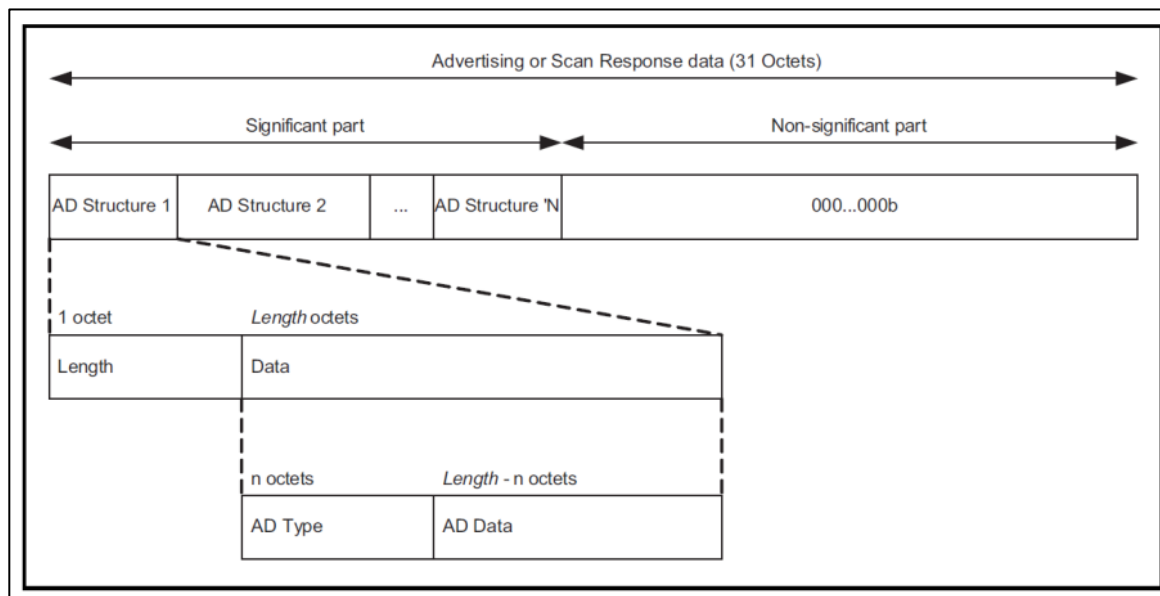 Advertising or Scan Response data (31 Octets)
Significant part Non-significant part
AD Structure 1 AD Structure 2 ... AD Structure 'N 000...000b
1 octet Length octets
Length Data
n octets Length - n octets
AD Type AD Data